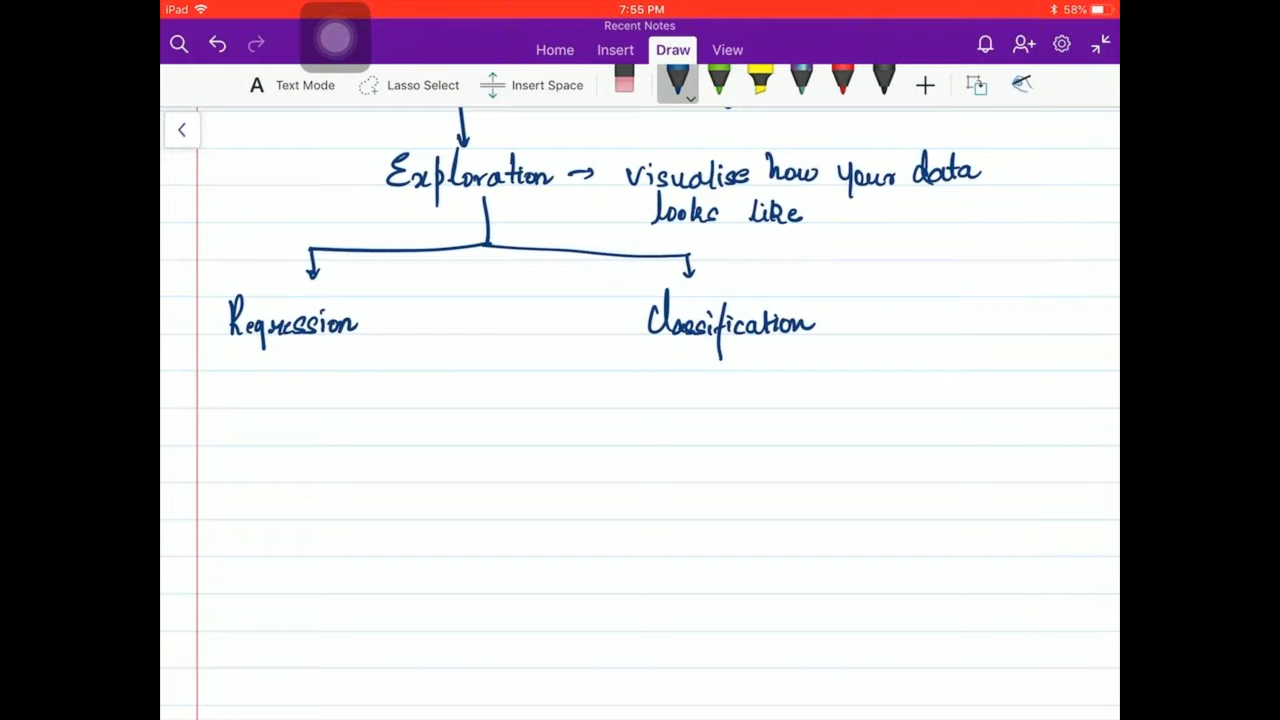 iPad 7:55 PM 58%
Recent Notes
Home Insert Draw View
A Text Mode Lasso Select Insert Space
Exploration → visualise how your data
looks like
Regression Classification